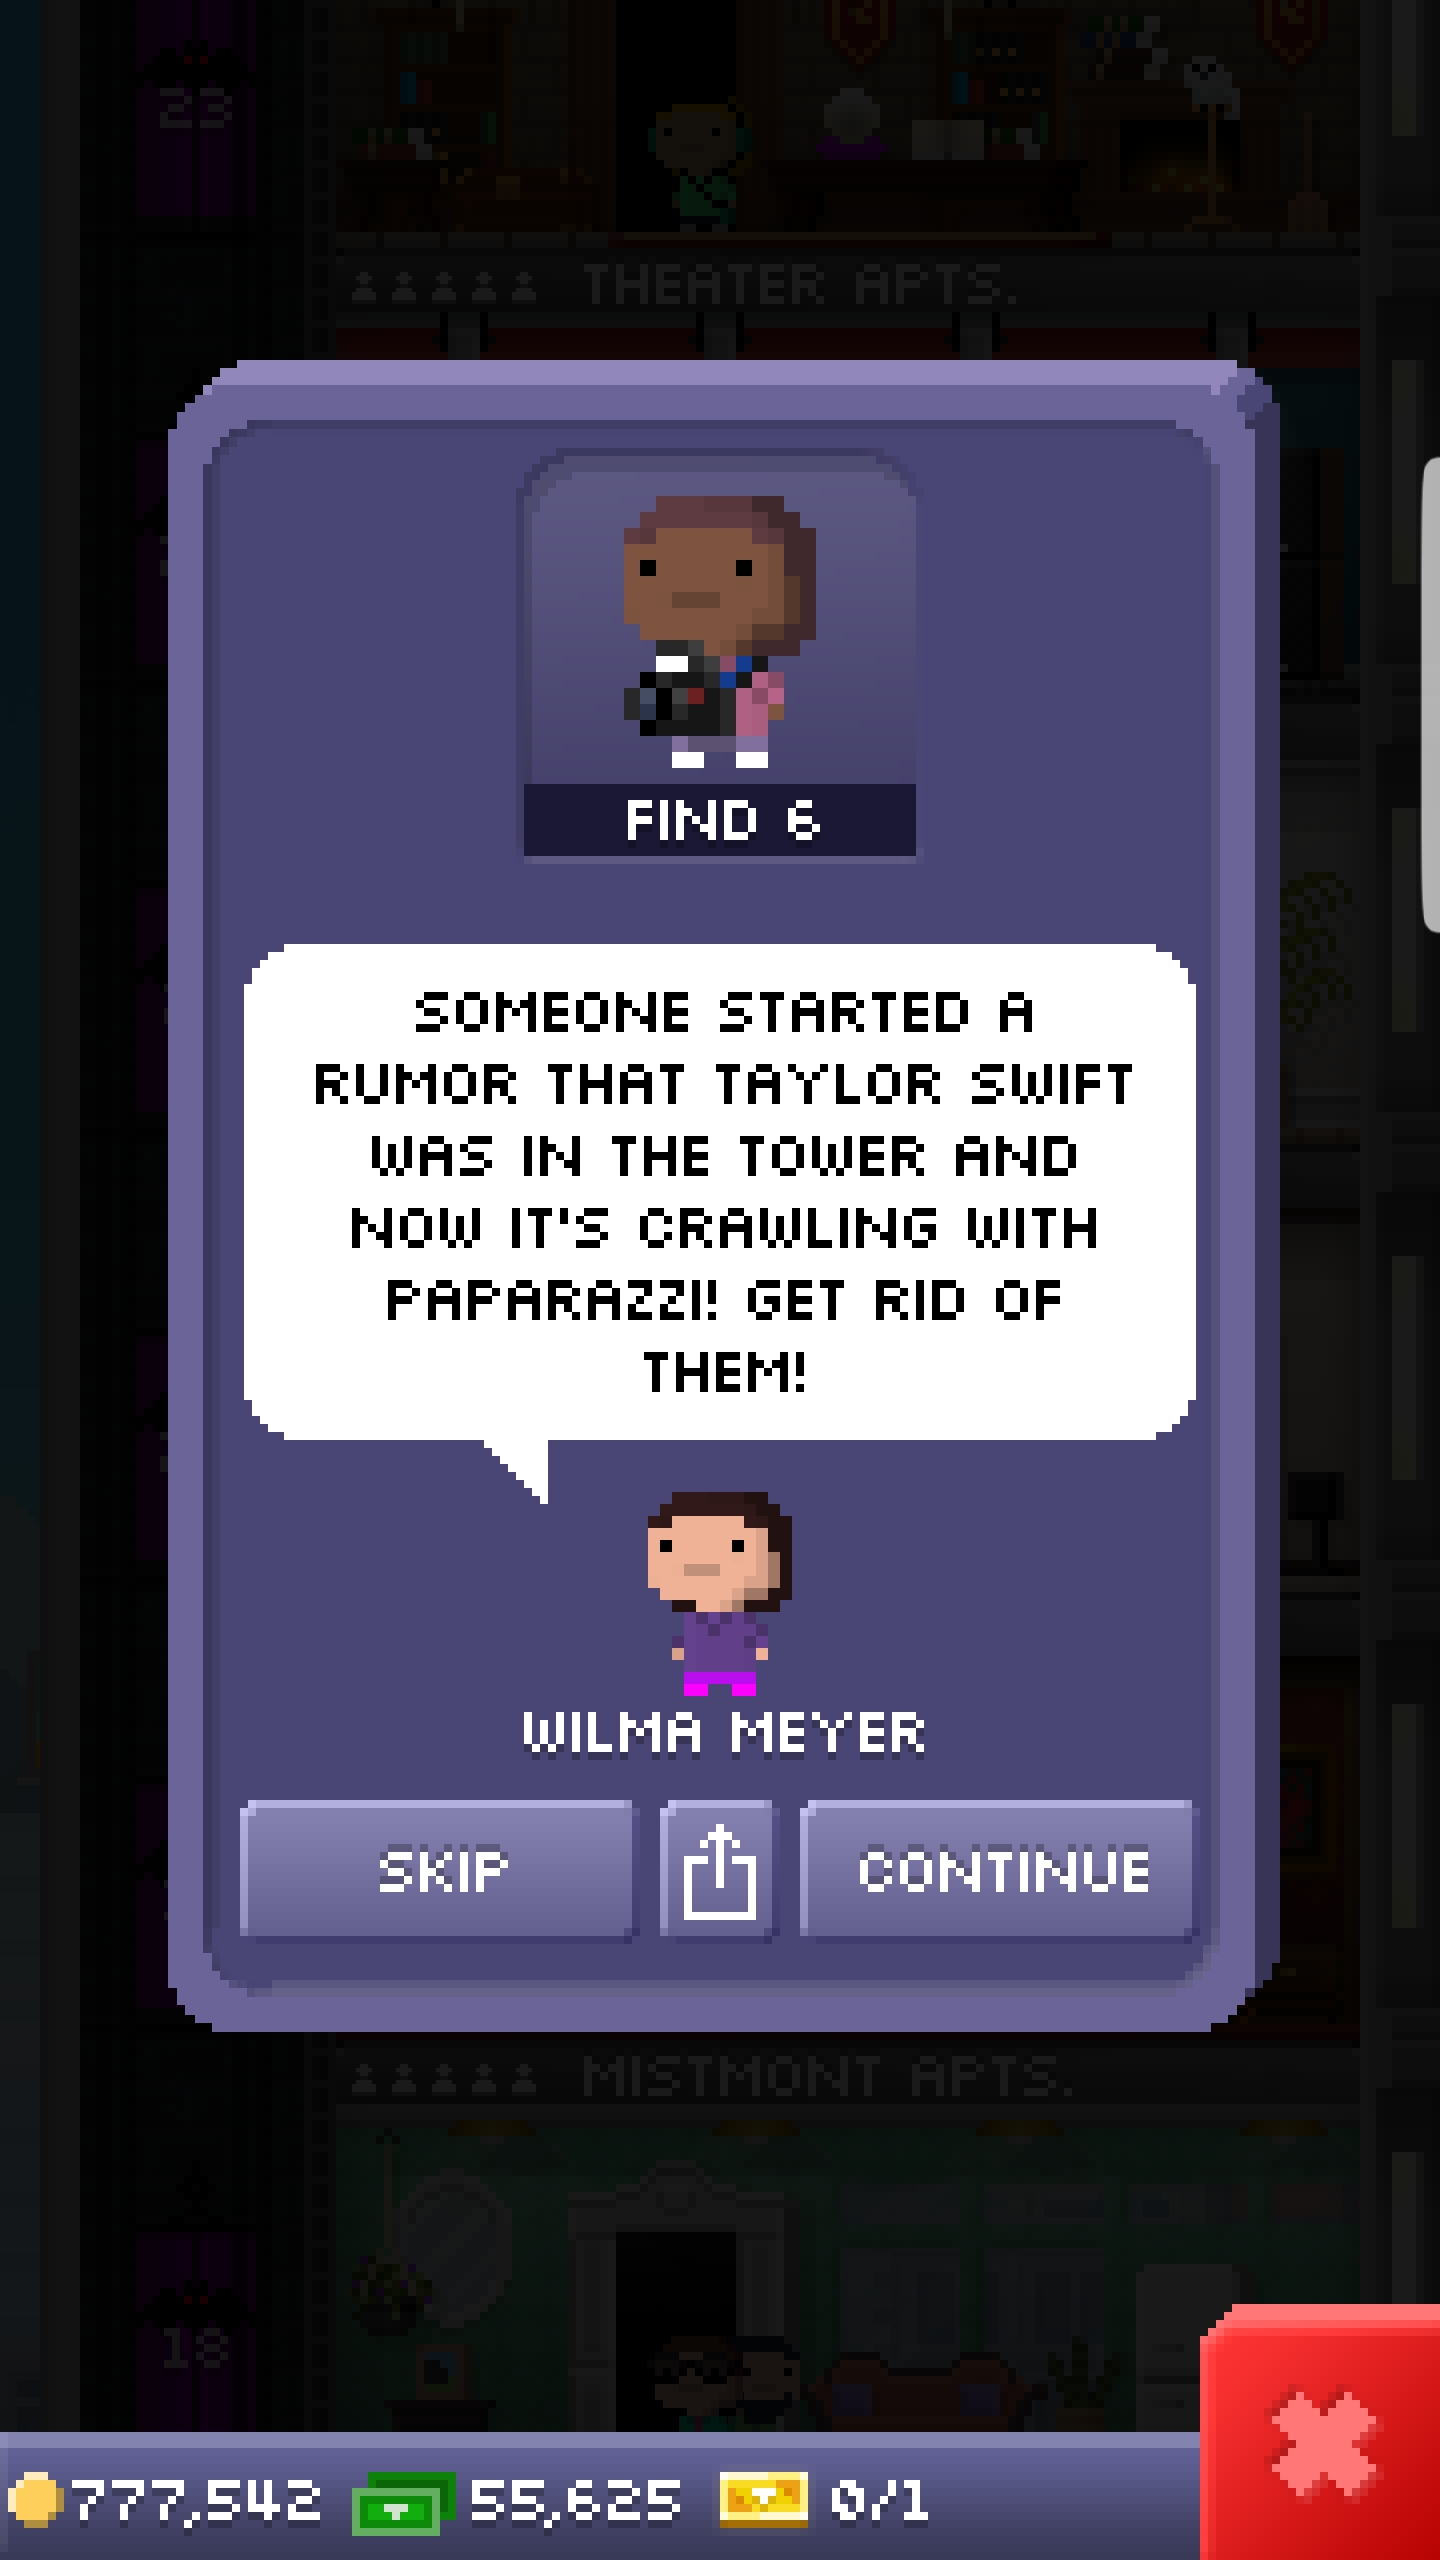 23
THEATER APTS.
FIND 6
SOMEONE STARTED A
RUMOR THAT TAYLOR SWIFT
WAS IN THE TOWER AND
NOW IT'S CRAWLING WITH
PAPARAZZI! GET RID OF
THEM!
WILMA MEYER
SKIP
CONTINUE
MISTMONT APTS.
18
777,542
55,625
0/1